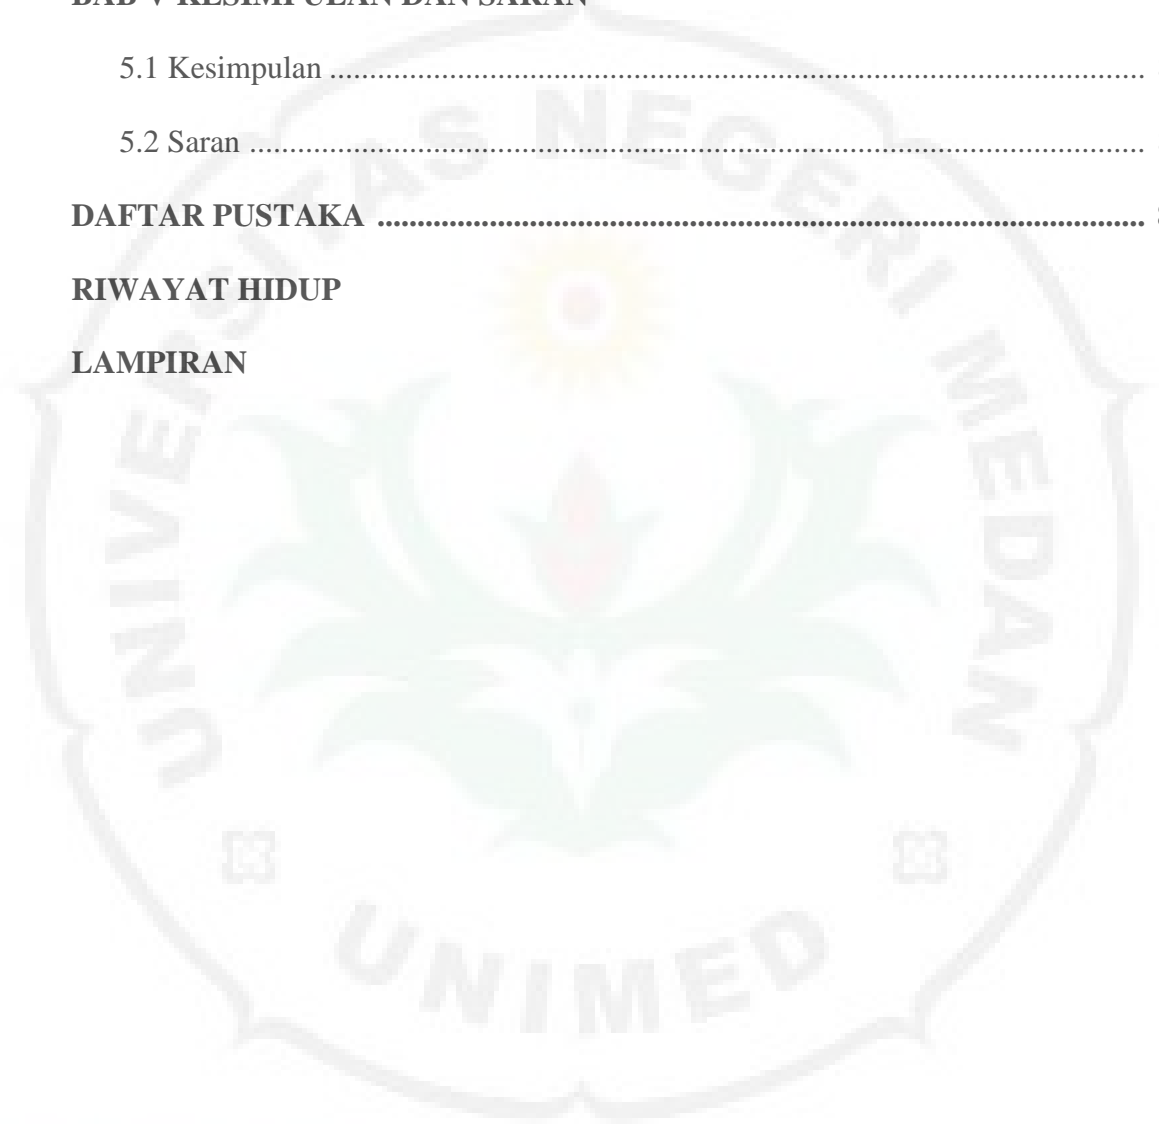 BAB V KESIMPULAN DAN SARAN
5.1 Kesimpulan ......................................................................................................
5.2 Saran ................................................................................................................
DAFTAR PUSTAKA ................................................................................................
RIWAYAT HIDUP
LAMPIRAN
UNIVERSITAS NEGERI MEDAN
UNIMED